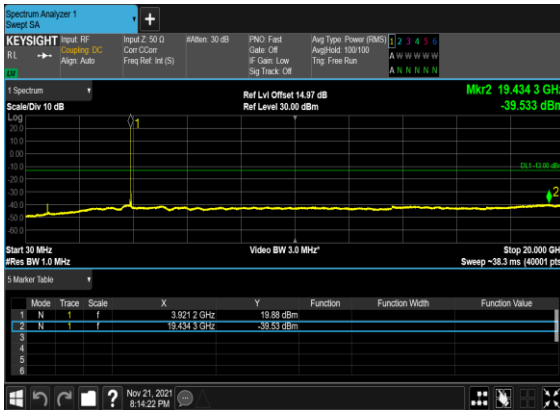 Spectrum Analyzer 1
Swept SA
+
KEYSIGHT Input: RF Input Z: 50 Ω #Atten: 30 dB PNO: Fast Avg Type: Power (RMS) 1 2 3 4 5 6
RL Coupling: DC Corr CCorr Gate: Off Avg|Hold: 100/100 A W W W W W
Align: Auto Freq Ref: Int (S) IF Gain: Low Trig: Free Run
Sig Track: Off A N N N N N
1 Spectrum Ref Lvl Offset 14.97 dB Mkr2 19.434 3 GHz
Scale/Div 10 dB Ref Level 30.00 dBm -39.533 dBm
Log
20.0 1
10.0
0.00
-10.0 DL1 -13.00 dBm
-20.0
-30.0 2
-40.0
-50.0
-60.0
Start 30 MHz Video BW 3.0 MHz* Stop 20.000 GHz
#Res BW 1.0 MHz Sweep ~38.3 ms (40001 pts)
5 Marker Table
Mode Trace Scale X Y Function Function Width Function Value
1 N 1 f 3.921 2 GHz 19.88 dBm
2 N 1 f 19.434 3 GHz -39.53 dBm
3
4
5
6
? Nov 21, 2021
8:14:22 PM